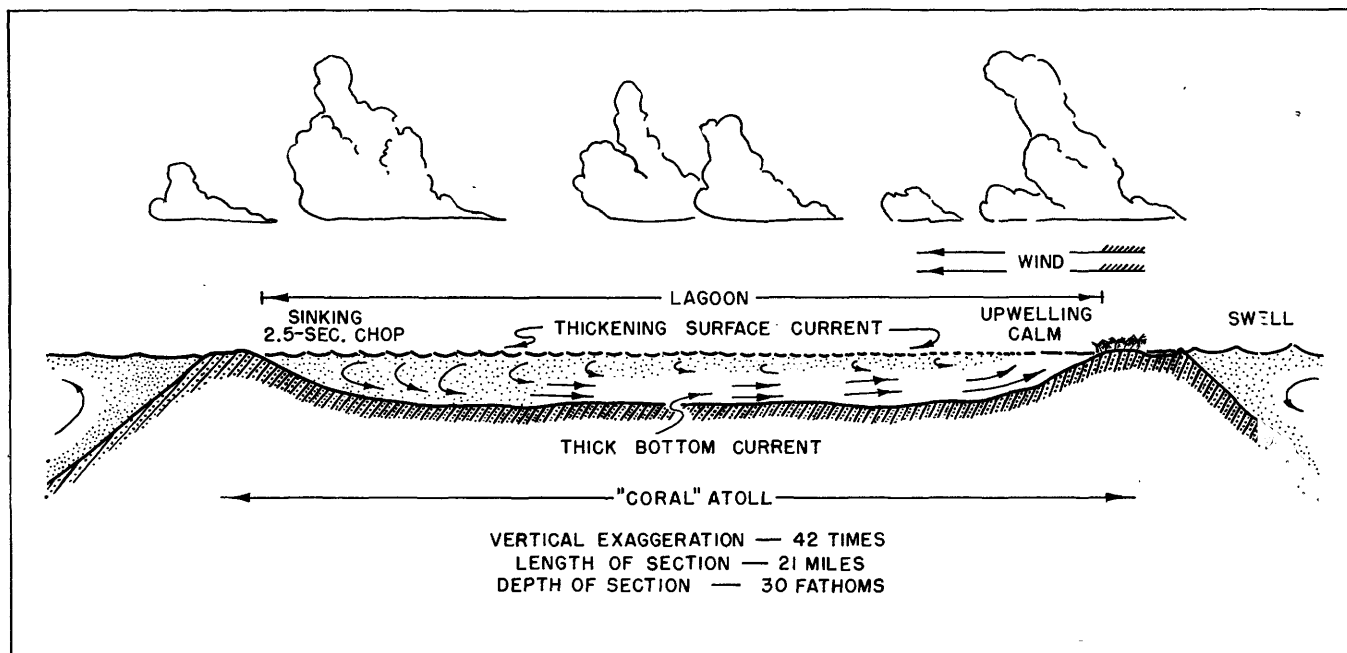 WIND
LAGOON
SINKING
2.5-SEC. CHOP
THICKENING SURFACE CURRENT
UPWELLING
CALM
SWELL
THICK BOTTOM CURRENT
"CORAL" ATOLL
VERTICAL EXAGGERATION — 42 TIMES
LENGTH OF SECTION — 21 MILES
DEPTH OF SECTION — 30 FATHOMS